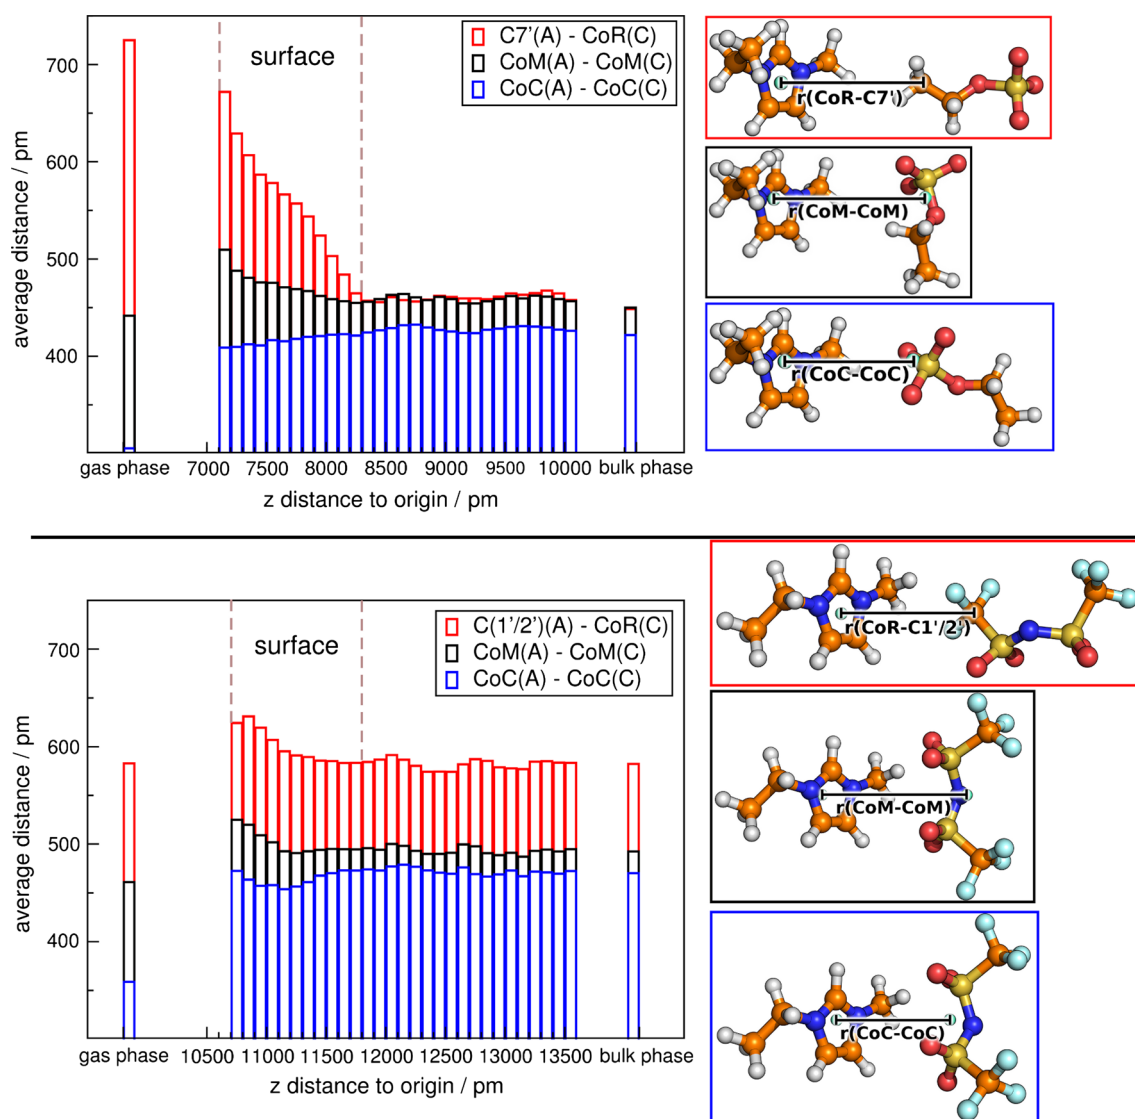 700
600
500
400
average distance / pm
surface
C7'(A) - CoR(C)
CoM(A) - CoM(C)
CoC(A) - CoC(C)
gas phase 7000 7500 8000 8500 9000 9500 10000 bulk phase
z distance to origin / pm
r(CoR-C7')
r(CoM-CoM)
r(CoC-CoC)
700
600
500
400
average distance / pm
surface
C(1'/2')(A) - CoR(C)
CoM(A) - CoM(C)
CoC(A) - CoC(C)
gas phase 10500 11000 11500 12000 12500 13000 13500 bulk phase
z distance to origin / pm
r(CoR-C1'/2')
r(CoM-CoM)
r(CoC-CoC)